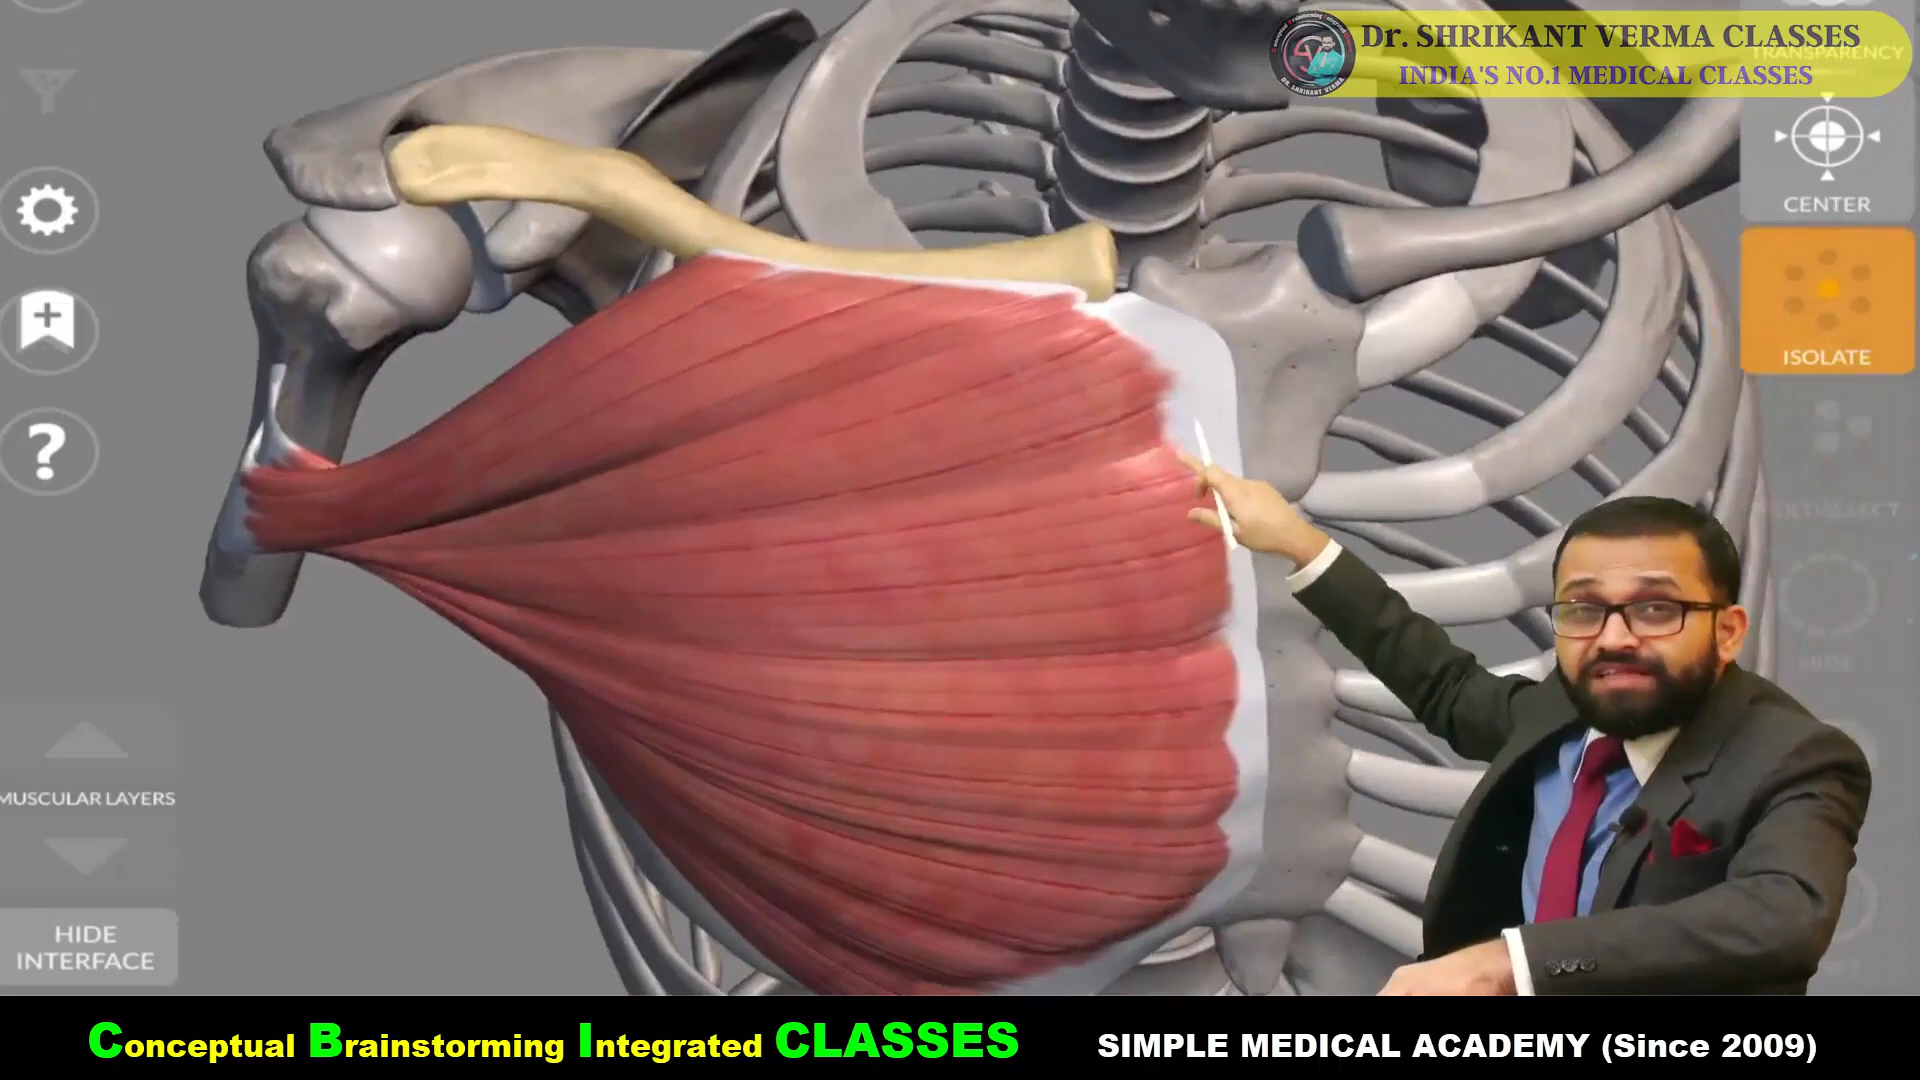 Dr. SHRIKANT VERMA CLASSES
TRANSPARENCY
INDIA'S NO.1 MEDICAL CLASSES
CENTER
ISOLATE
MUSCULAR LAYERS
HIDE
INTERFACE
Conceptual Brainstorming Integrated CLASSES
SIMPLE MEDICAL ACADEMY (Since 2009)